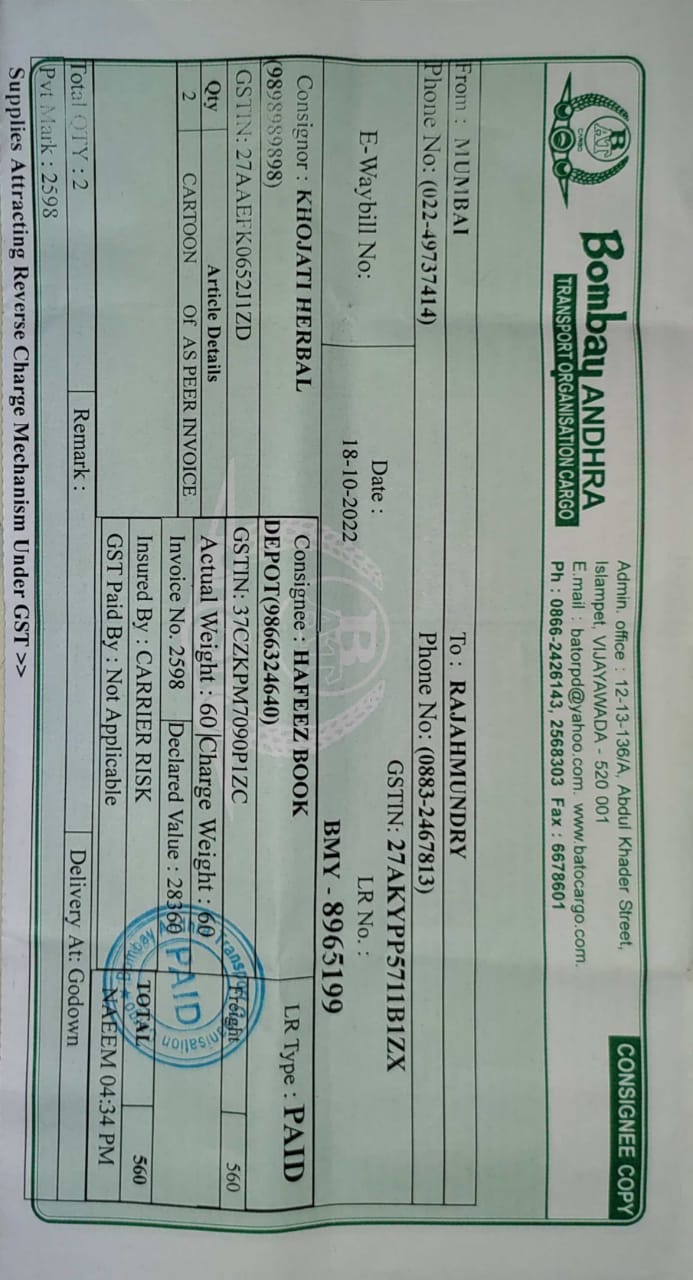 BAT
CARGO
Bombay ANDHRA
TRANSPORT ORGANISATION CARGO
Admin. office : 12-13-136/A, Abdul Khader Street,
Islampet, VIJAYAWADA - 520 001
E.mail : batorpd@yahoo.com. www.batocargo.com.
Ph : 0866-2426143, 2568303 Fax : 6678601
CONSIGNEE COPY
From : MUMBAI To : RAJAHMUNDRY
Phone No: (022-49737414) Phone No: (0883-2467813)
GSTIN: 27AKYPP5711B1ZX
E-Waybill No: Date : LR No. :
18-10-2022 BMY - 8965199
Consignor : KHOJATI HERBAL
(9898989898)
GSTIN: 27AAEFK0652J1ZD
Consignee : HAFEEZ BOOK
DEPOT(9866324640)
GSTIN: 37CZKPM7090P1ZC
LR Type : PAID
Qty Article Details
2 CARTOON Of AS PEER INVOICE
Actual Weight : 60 Charge Weight : 60
Invoice No. 2598 Declared Value : 28360
Insured By : CARRIER RISK
GST Paid By : Not Applicable
Freight 560
TOTAL 560
NAEEM 04:34 PM
PAID
Total QTY : 2 Remark : Delivery At: Godown
Pvt Mark : 2598
Supplies Attracting Reverse Charge Mechanism Under GST >>